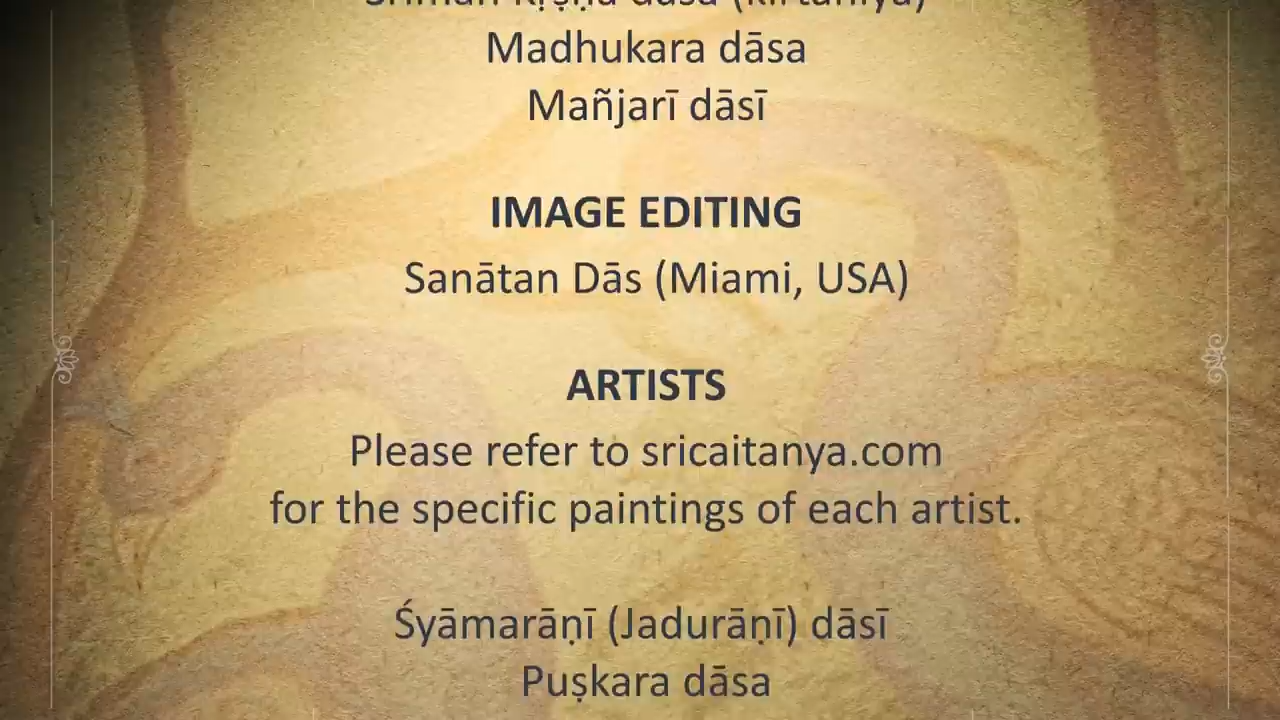 Madhukara dāsa
Mañjarī dāsī
IMAGE EDITING
Sanātan Dās (Miami, USA)
ARTISTS
Please refer to sricaitanya.com
for the specific paintings of each artist.
Śyāmarāṇī (Jadurāṇī) dāsī
Puṣkara dāsa